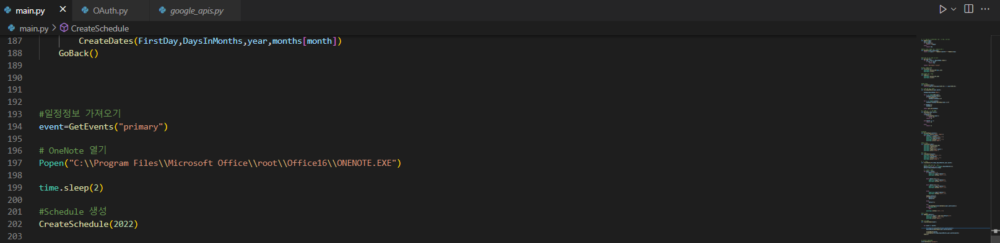 main.py OAuth.py google_apis.py
main.py CreateSchedule
187 CreateDates(FirstDay,DaysInMonths,year,months[month])
188 GoBack()
189
190
191
192
193 #일정정보 가져오기
194 event=GetEvents("primary")
195
196 # OneNote 열기
197 Popen("C:\\Program Files\\Microsoft Office\\root\\Office16\\ONENOTE.EXE")
198
199 time.sleep(2)
200
201 #Schedule 생성
202 CreateSchedule(2022)
203